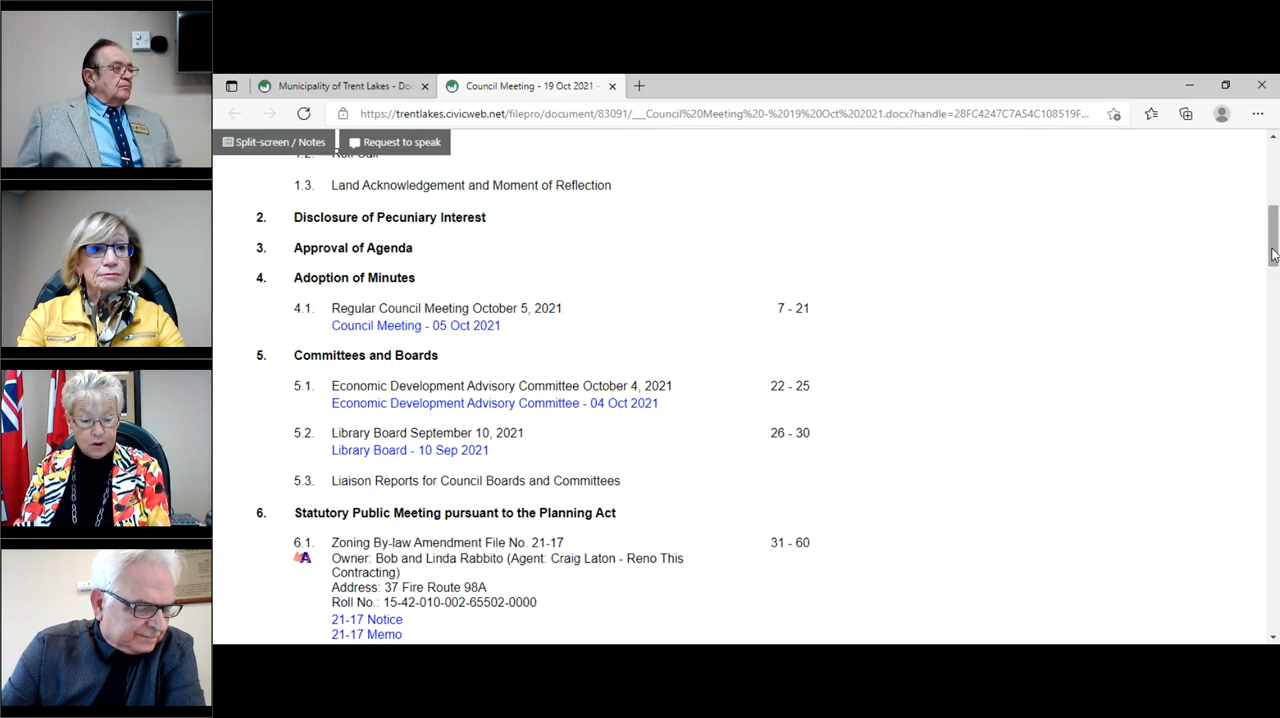 Municipality of Trent Lakes - Doc
Council Meeting - 19 Oct 2021 -
https://trentlakes.civicweb.net/filepro/document/83091/___Council%20Meeting%20-%2019%20Oct%202021.docx?handle=28FC4247C7A54C108519F...
Split-screen / Notes
Request to speak
1.2. Roll Call
1.3. Land Acknowledgement and Moment of Reflection
2. Disclosure of Pecuniary Interest
3. Approval of Agenda
4. Adoption of Minutes
4.1. Regular Council Meeting October 5, 2021 7 - 21
Council Meeting - 05 Oct 2021
5. Committees and Boards
5.1. Economic Development Advisory Committee October 4, 2021 22 - 25
Economic Development Advisory Committee - 04 Oct 2021
5.2. Library Board September 10, 2021 26 - 30
Library Board - 10 Sep 2021
5.3. Liaison Reports for Council Boards and Committees
6. Statutory Public Meeting pursuant to the Planning Act
6.1. Zoning By-law Amendment File No. 21-17 31 - 60
Owner: Bob and Linda Rabbito (Agent: Craig Laton - Reno This
Contracting)
Address: 37 Fire Route 98A
Roll No.: 15-42-010-002-65502-0000
21-17 Notice
21-17 Memo